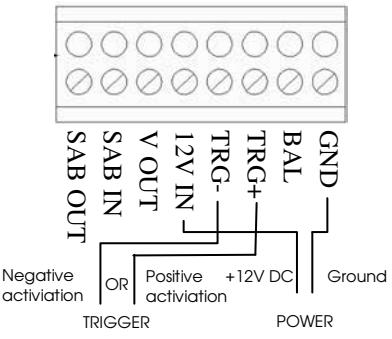 SAB OUT
SAB IN
V OUT
12V IN
TRG-
TRG+
BAL
GND
Negative
activiation
OR
Positive
activiation
+12V DC
Ground
TRIGGER
POWER